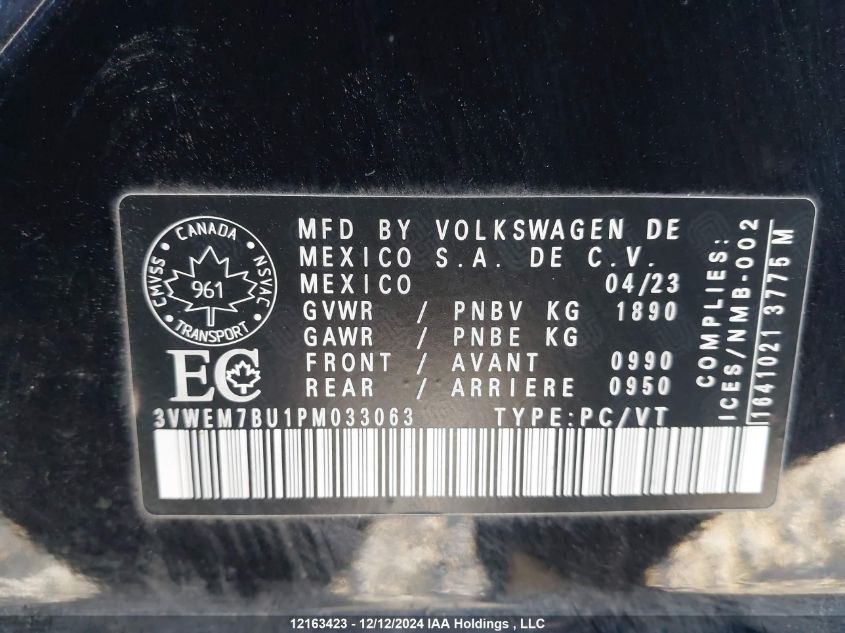 CANADA
CMVSS 961 NSVAC
TRANSPORT
EC
MFD BY VOLKSWAGEN DE
MEXICO S.A. DE C.V.
MEXICO 04/23
GVWR / PNBV KG 1890
GAWR / PNBE KG
FRONT / AVANT 0990
REAR / ARRIERE 0950
3VWEM7BU1PM033063 TYPE:PC/VT
COMPLIES:
ICES/NMB-002
1641021 3775M
12163423 - 12/12/2024 IAA Holdings , LLC